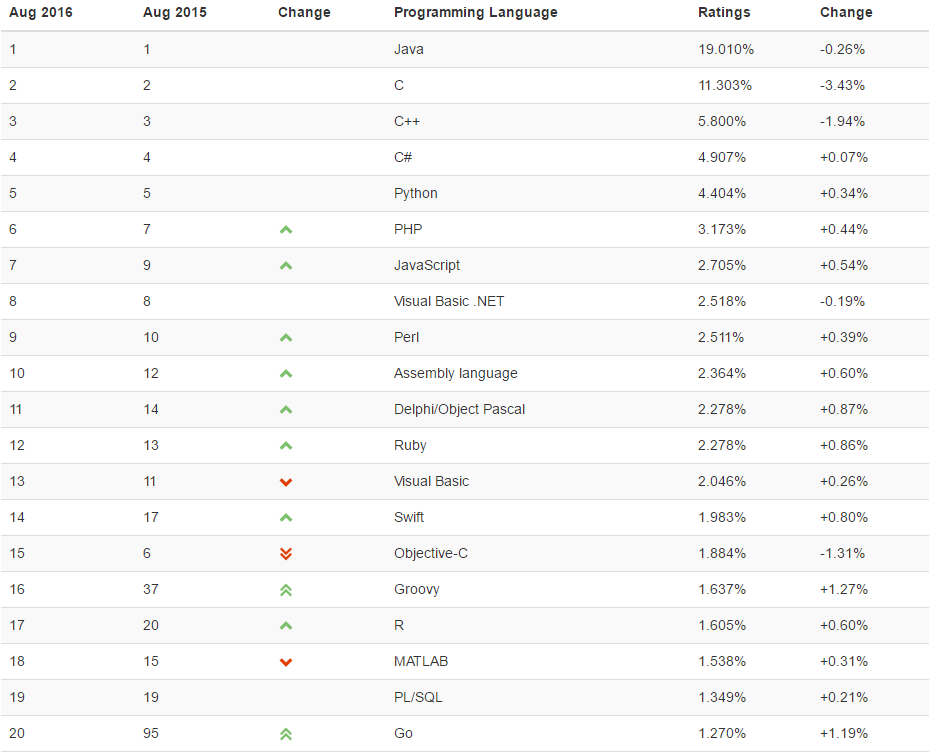 Aug 2016 Aug 2015 Change Programming Language Ratings Change
1 1 Java 19.010% -0.26%
2 2 C 11.303% -3.43%
3 3 C++ 5.800% -1.94%
4 4 C# 4.907% +0.07%
5 5 Python 4.404% +0.34%
6 7 PHP 3.173% +0.44%
7 9 JavaScript 2.705% +0.54%
8 8 Visual Basic .NET 2.518% -0.19%
9 10 Perl 2.511% +0.39%
10 12 Assembly language 2.364% +0.60%
11 14 Delphi/Object Pascal 2.278% +0.87%
12 13 Ruby 2.278% +0.86%
13 11 Visual Basic 2.046% +0.26%
14 17 Swift 1.983% +0.80%
15 6 Objective-C 1.884% -1.31%
16 37 Groovy 1.637% +1.27%
17 20 R 1.605% +0.60%
18 15 MATLAB 1.538% +0.31%
19 19 PL/SQL 1.349% +0.21%
20 95 Go 1.270% +1.19%